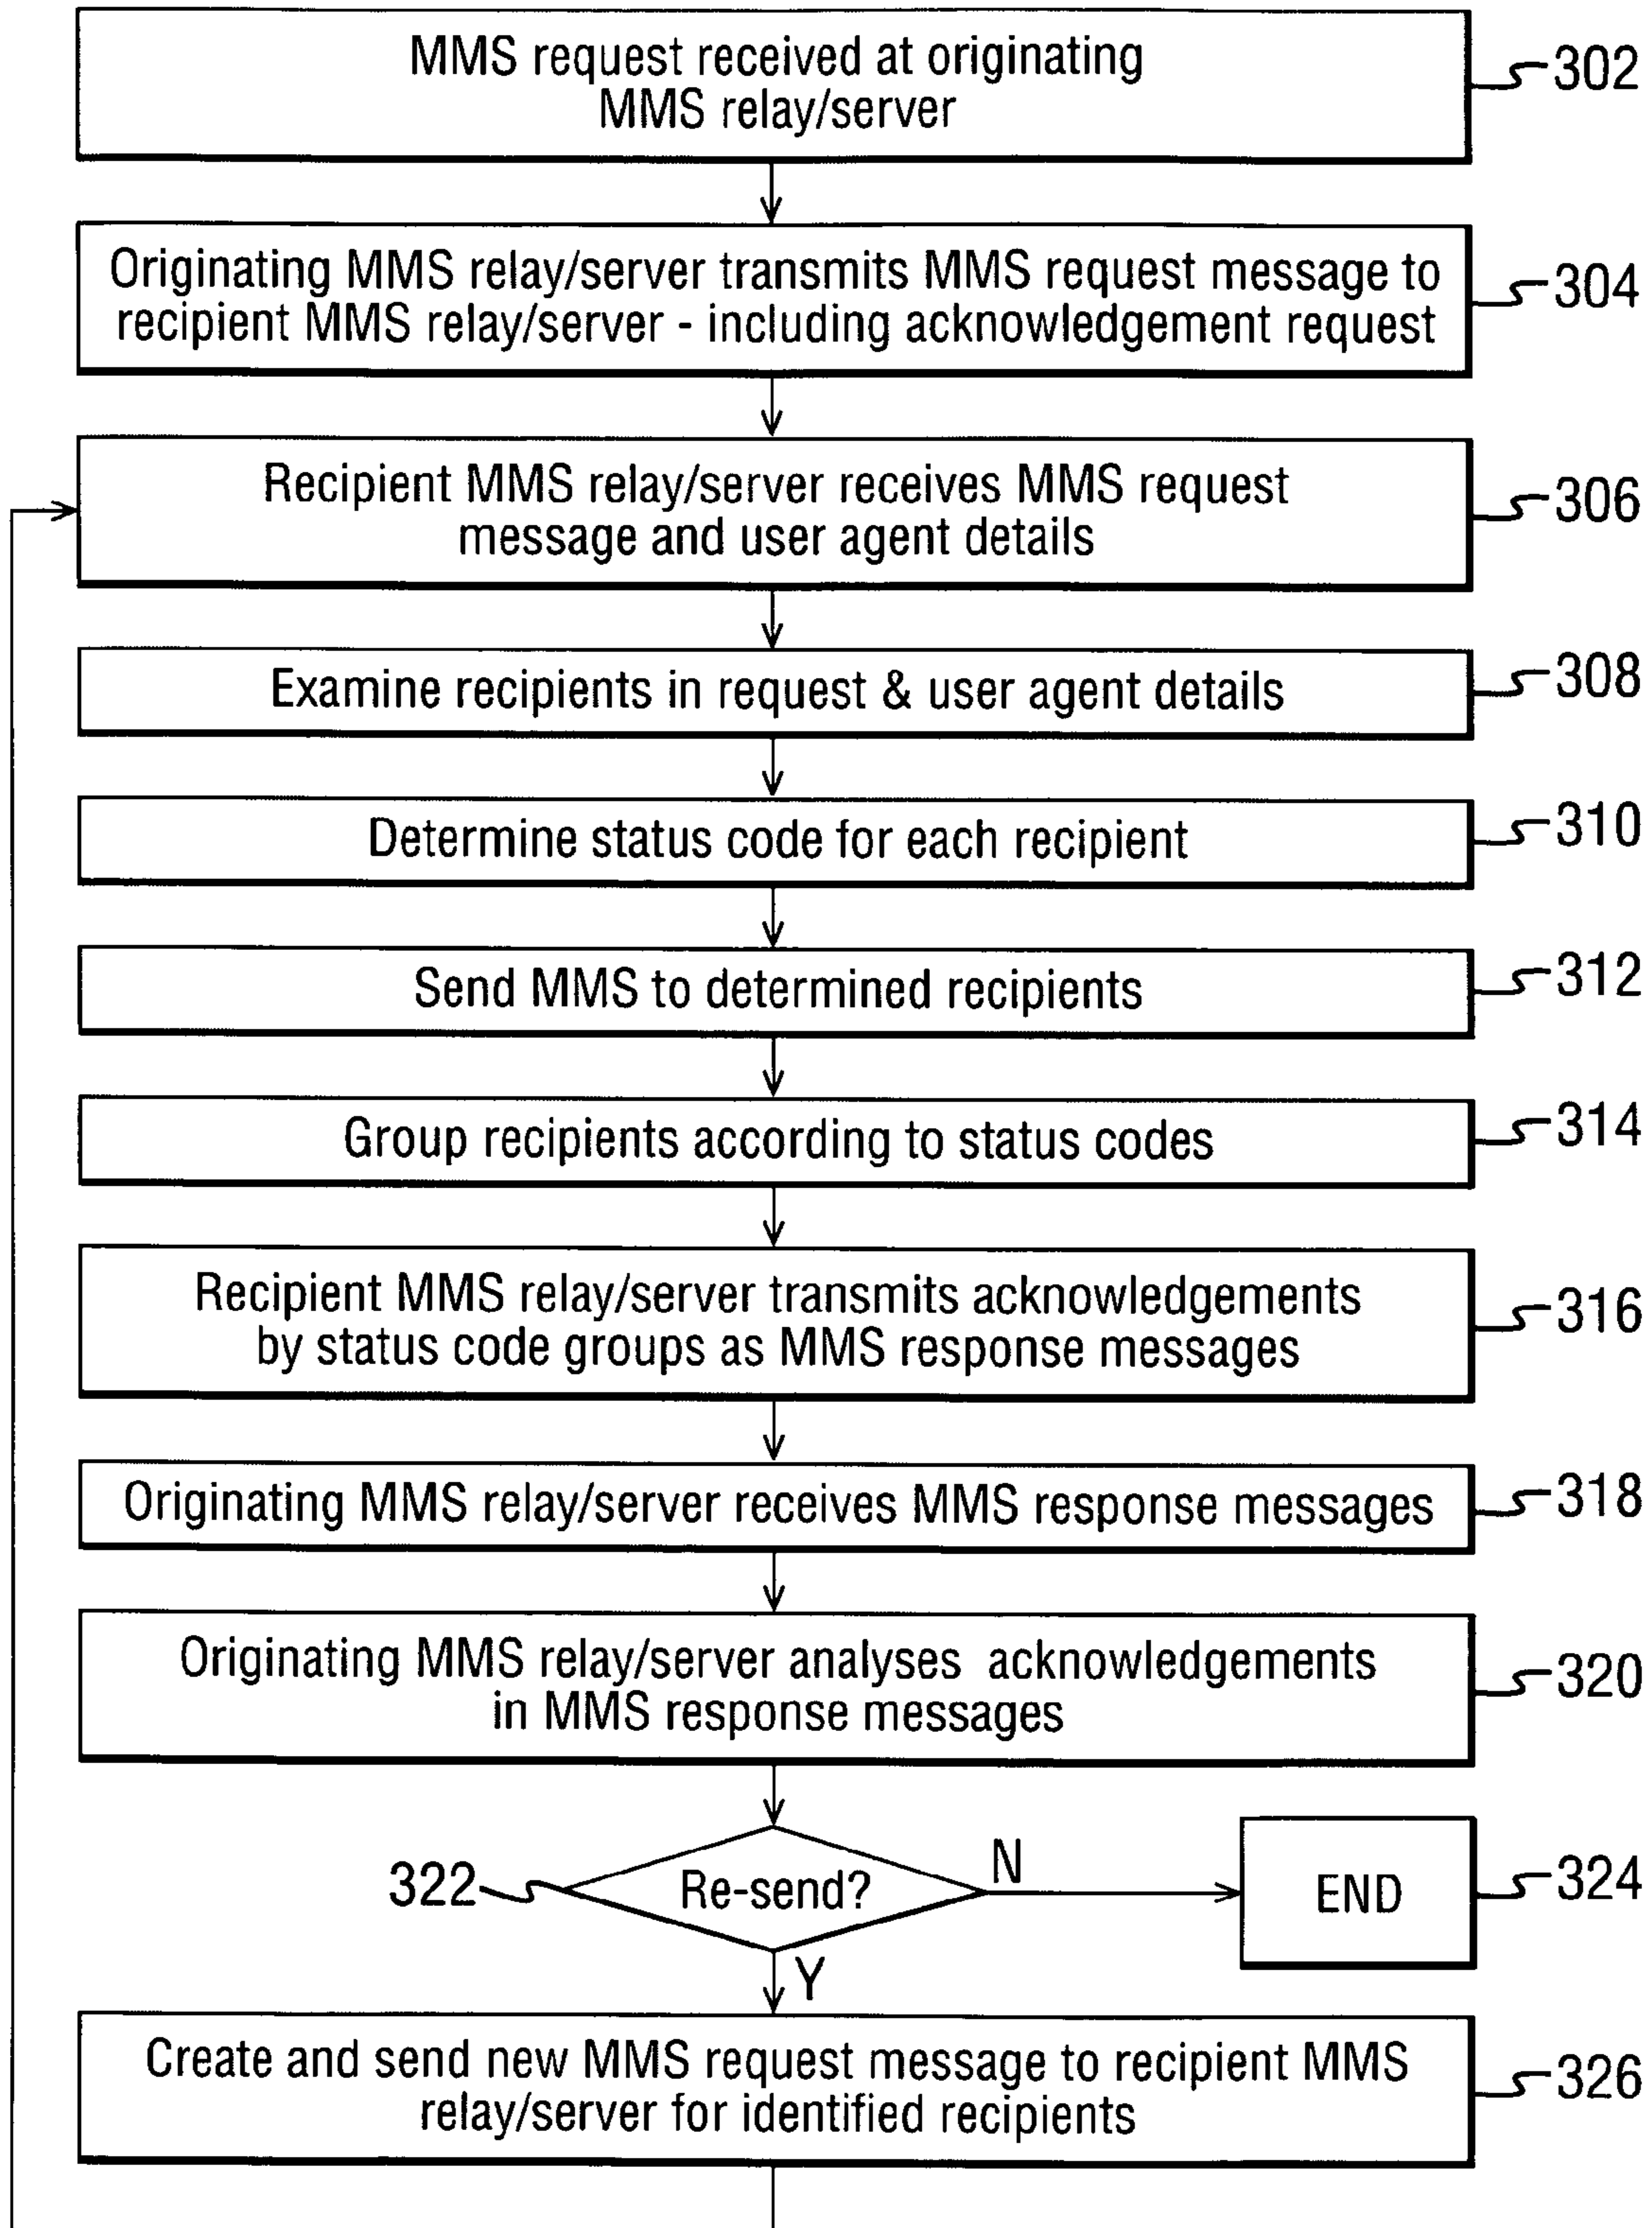 MMS request received at originating
MMS relay/server
302
Originating MMS relay/server transmits MMS request message to
recipient MMS relay/server - including acknowledgement request
304
Recipient MMS relay/server receives MMS request
message and user agent details
306
Examine recipients in request & user agent details
308
Determine status code for each recipient
310
Send MMS to determined recipients
312
Group recipients according to status codes
314
Recipient MMS relay/server transmits acknowledgements
by status code groups as MMS response messages
316
Originating MMS relay/server receives MMS response messages
318
Originating MMS relay/server analyses acknowledgements
in MMS response messages
320
322
Re-send?
N
END
324
Y
Create and send new MMS request message to recipient MMS
relay/server for identified recipients
326